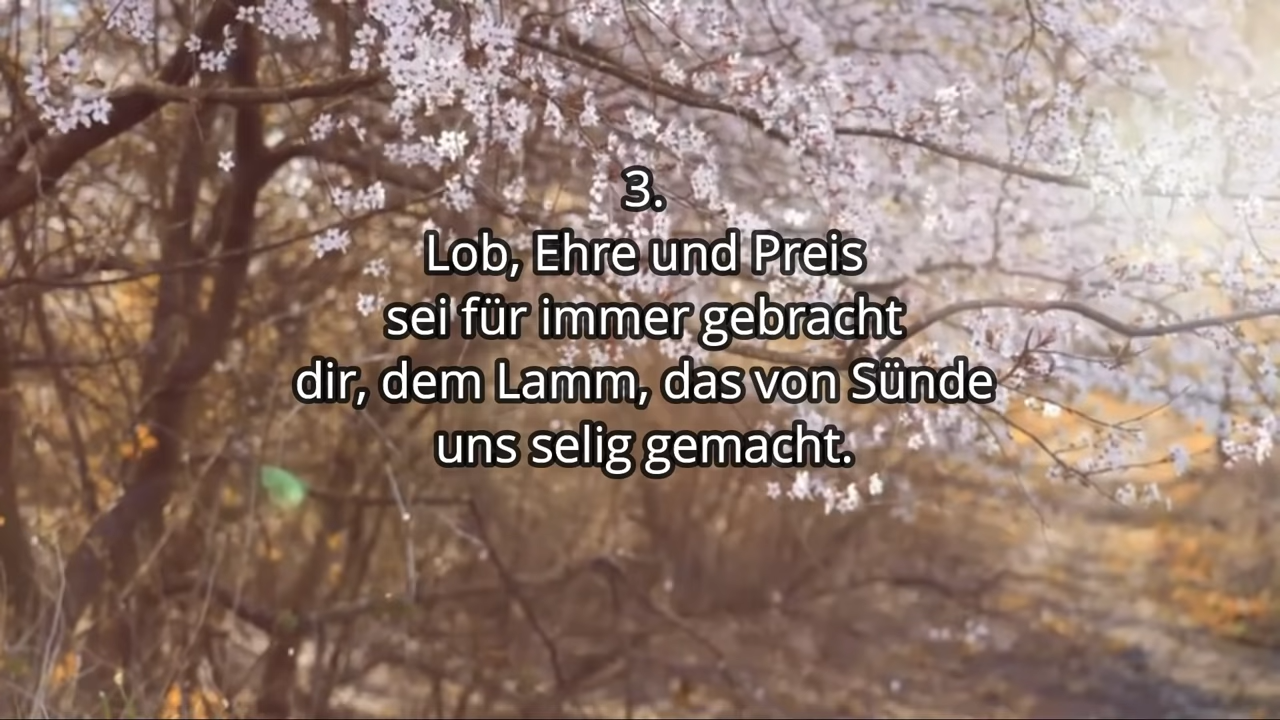 3.
Lob, Ehre und Preis
sei für immer gebracht
dir, dem Lamm, das von Sünde
uns selig gemacht.